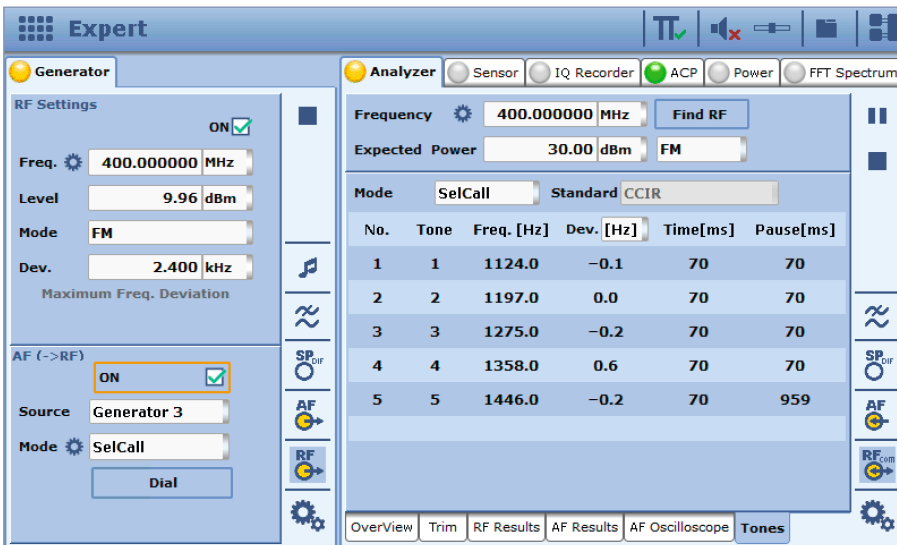 Expert
Generator
RF Settings
ON
Freq. 400.000000 MHz
Level 9.96 dBm
Mode FM
Dev. 2.400 kHz
Maximum Freq. Deviation
AF (->RF)
ON
Source Generator 3
Mode SelCall
Dial
SPDIF
AF
RF
Analyzer Sensor IQ Recorder ACP Power FFT Spectrum
Frequency 400.000000 MHz Find RF
Expected Power 30.00 dBm FM
Mode SelCall Standard CCIR
No. Tone Freq. [Hz] Dev. [Hz] Time[ms] Pause[ms]
1 1 1124.0 -0.1 70 70
2 2 1197.0 0.0 70 70
3 3 1275.0 -0.2 70 70
4 4 1358.0 0.6 70 70
5 5 1446.0 -0.2 70 959
OverView Trim RF Results AF Results AF Oscilloscope Tones
SPDIF
AF
RFcom